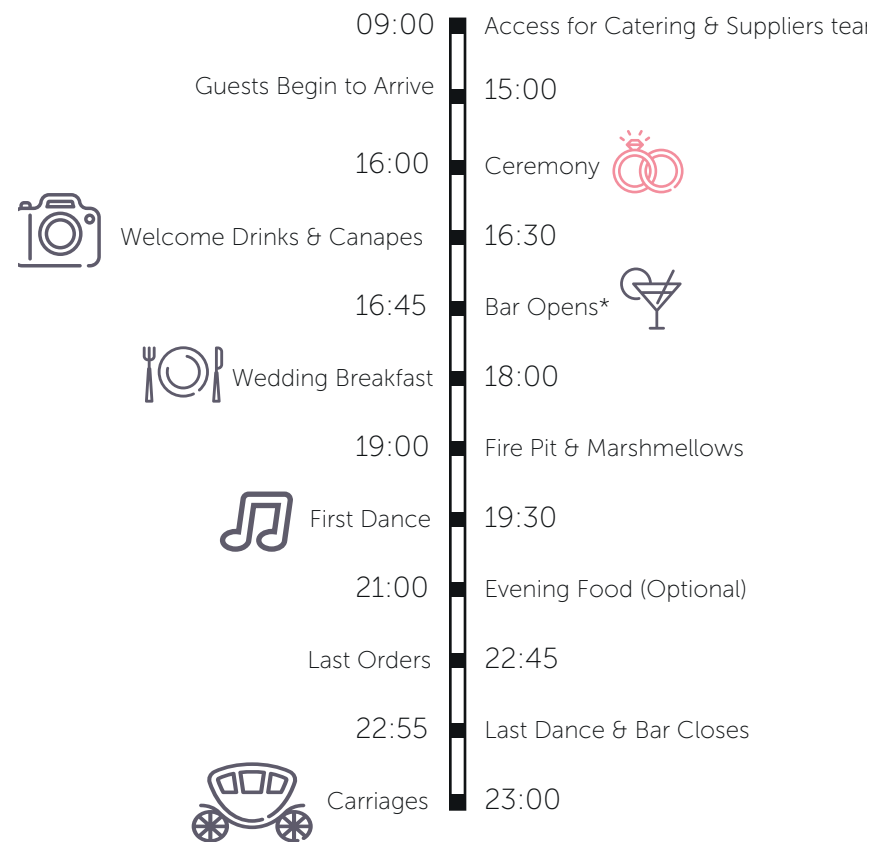 09:00 Access for Catering & Suppliers
Guests Begin to Arrive 15:00
16:00 Ceremony
Welcome Drinks & Canapes 16:30
16:45 Bar Opens*
Wedding Breakfast 18:00
19:00 Fire Pit & Marshmellows
First Dance 19:30
21:00 Evening Food (Optional)
Last Orders 22:45
22:55 Last Dance & Bar Closes
Carriages 23:00